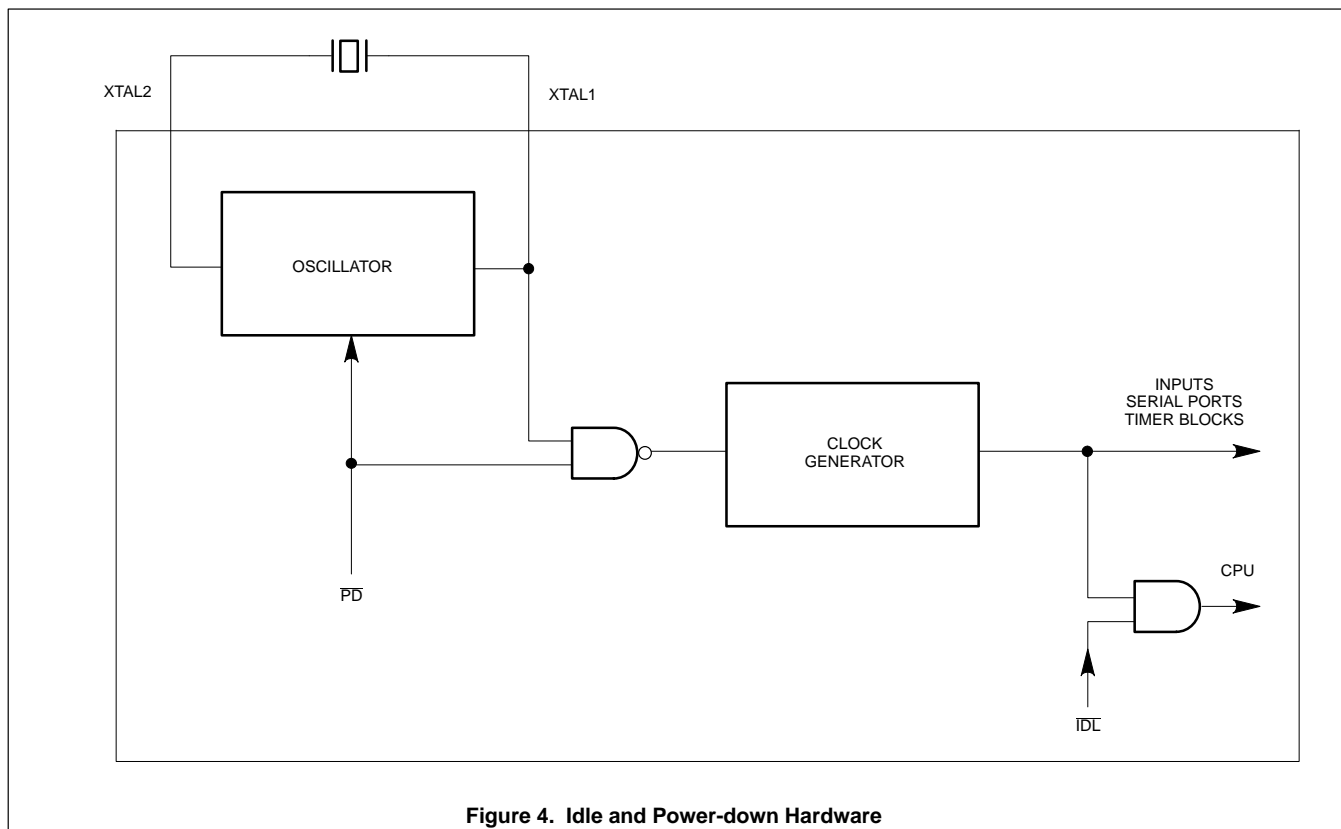 XTAL2
XTAL1
OSCILLATOR
INPUTS
SERIAL PORTS
TIMER BLOCKS
CLOCK
GENERATOR
CPU
PD
IDL
Figure 4. Idle and Power-down Hardware